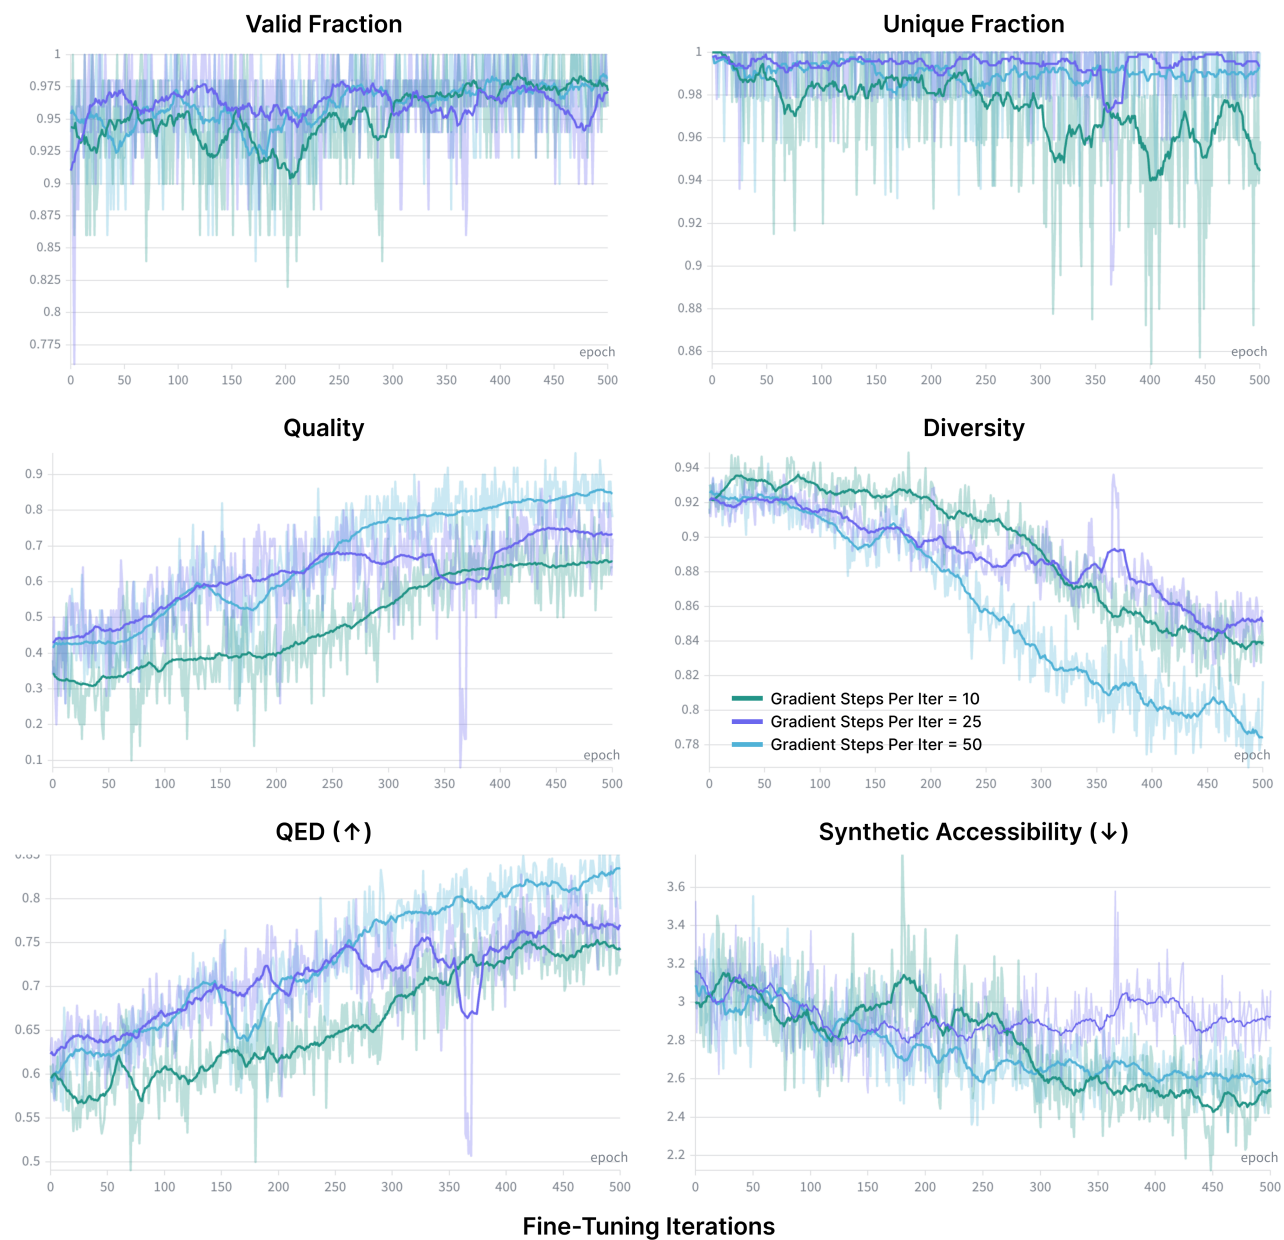 Valid Fraction
1
0.975
0.95
0.925
0.9
0.875
0.85
0.825
0.8
0.775
epoch
0 50 100 150 200 250 300 350 400 450 500
Unique Fraction
1
0.98
0.96
0.94
0.92
0.9
0.88
0.86
epoch
0 50 100 150 200 250 300 350 400 450 500
Quality
0.9
0.8
0.7
0.6
0.5
0.4
0.3
0.2
0.1
epoch
0 50 100 150 200 250 300 350 400 450 500
Diversity
0.94
0.92
0.9
0.88
0.86
0.84
0.82
0.8
0.78
Gradient Steps Per Iter = 10
Gradient Steps Per Iter = 25
Gradient Steps Per Iter = 50
epoch
0 50 100 150 200 250 300 350 400 450 500
QED (↑)
0.85
0.8
0.75
0.7
0.65
0.6
0.55
0.5
epoch
0 50 100 150 200 250 300 350 400 450 500
Synthetic Accessibility (↓)
3.6
3.4
3.2
3
2.8
2.6
2.4
2.2
epoch
0 50 100 150 200 250 300 350 400 450 500
Fine-Tuning Iterations